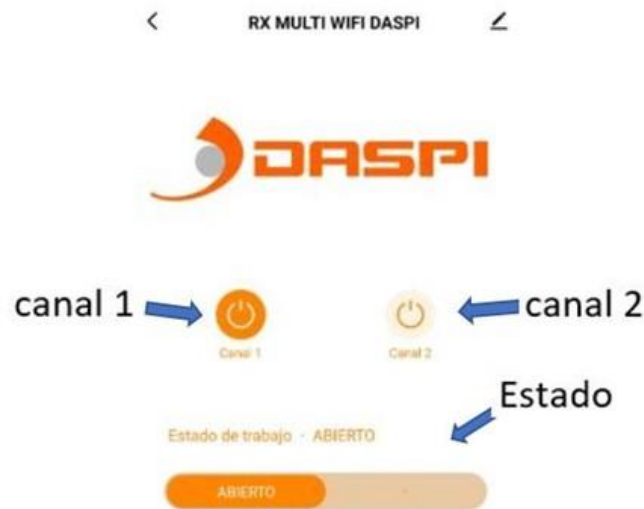 RX MULTI WIFI DASPI
DASPI
canal 1
canal 2
Canal 1
Canal 2
Estado
Estado de trabajo · ABIERTO
ABIERTO